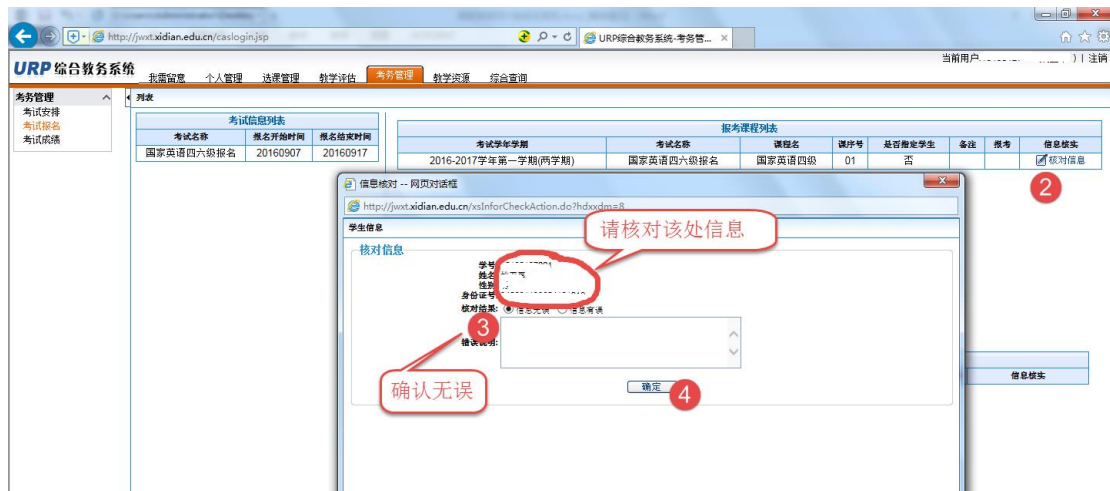 http://jwxt.xidian.edu.cn/caslogin.jsp
URP综合教务系统-考务管...
当前用户
注销
URP 综合教务系统
我需留意 个人管理 选课管理 教学评估 考务管理 教学资源 综合查询
考务管理
考试安排
考试报名
考试成绩
列表
考试信息列表
考试名称 报名开始时间 报名结束时间
国家英语四六级报名 20160907 20160917
报考课程列表
考试学年学期 考试名称 课程名 课序号 是否指定学生 备注 报考 信息核实
2016-2017学年第一学期(两学期) 国家英语四六级报名 国家英语四级 01 否 核对信息
2
信息核对 -- 网页对话框
http://jwxt.xidian.edu.cn/xsInforCheckAction.do?hdxxdm=8
学生信息
请核对该处信息
核对信息
学号
姓名
性别
身份证号
核对结果: 信息无误 信息有误
3
错误说明:
确认无误
确定
4
信息核实